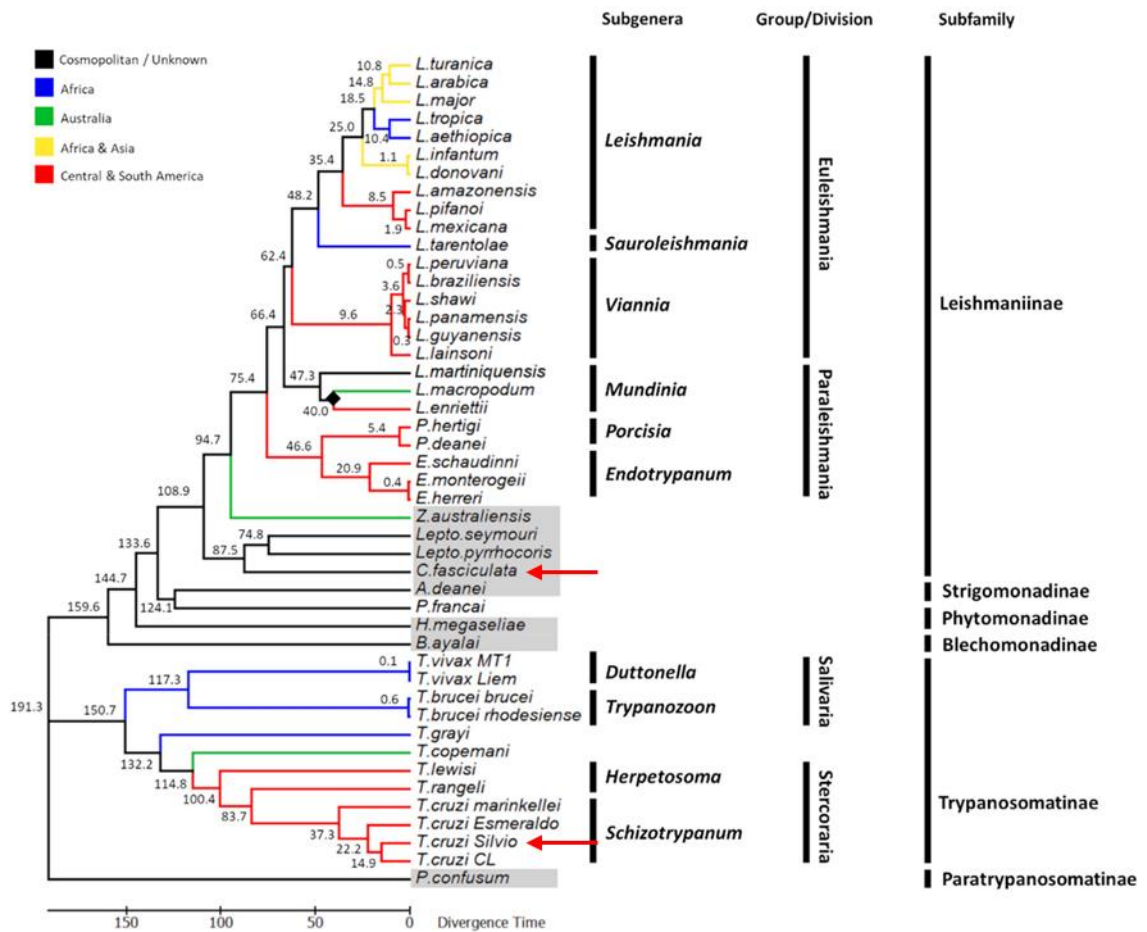 Subgenera Group/Division Subfamily
Cosmopolitan / Unknown
Africa
Australia
Africa & Asia
Central & South America
L.turanica
L.arabica
L.major
L.tropica
L.aethiopica
L.infantum
L.donovani
L.amazonensis
L.pifanoi
L.mexicana
L.tarentolae
L.peruviana
L.braziliensis
L.shawi
L.panamensis
L.guyanensis
L.lainsoni
L.martiniquensis
L.macropodum
L.enriettii
P.hertigi
P.deanei
E.schaudinni
E.monterogeii
E.herreri
Z.australiensis
Lepto.seymouri
Lepto.pyrrhocoris
C.fasciculata
A.deanei
P.francai
H.megaseliae
B.ayalai
T.vivax MT1
T.vivax Liem
T.brucei brucei
T.brucei rhodesiense
T.grayi
T.copemani
T.lewisi
T.rangeli
T.cruzi marinkellei
T.cruzi Esmeraldo
T.cruzi Silvio
T.cruzi CL
P.confusum
10.8
14.8
18.5
25.0
10.4
1.1
35.4
8.5
1.9
48.2
62.4
0.5
3.6
2.3
9.6
0.3
66.4
47.3
40.0
75.4
5.4
46.6
20.9
0.4
94.7
108.9
74.8
87.5
133.6
144.7
124.1
159.6
191.3
0.1
117.3
0.6
150.7
132.2
114.8
100.4
83.7
37.3
22.2
14.9
Leishmania
Sauroleishmania
Viannia
Mundinia
Porcisia
Endotrypanum
Duttonella
Trypanozoon
Herpetosoma
Schizotrypanum
Euleishmania
Paraleishmania
Salivaria
Stercoraria
Leishmaniinae
Strigomonadinae
Phytomonadinae
Blechomonadinae
Trypanosomatinae
Paratrypanosomatinae
150 100 50 0 Divergence Time